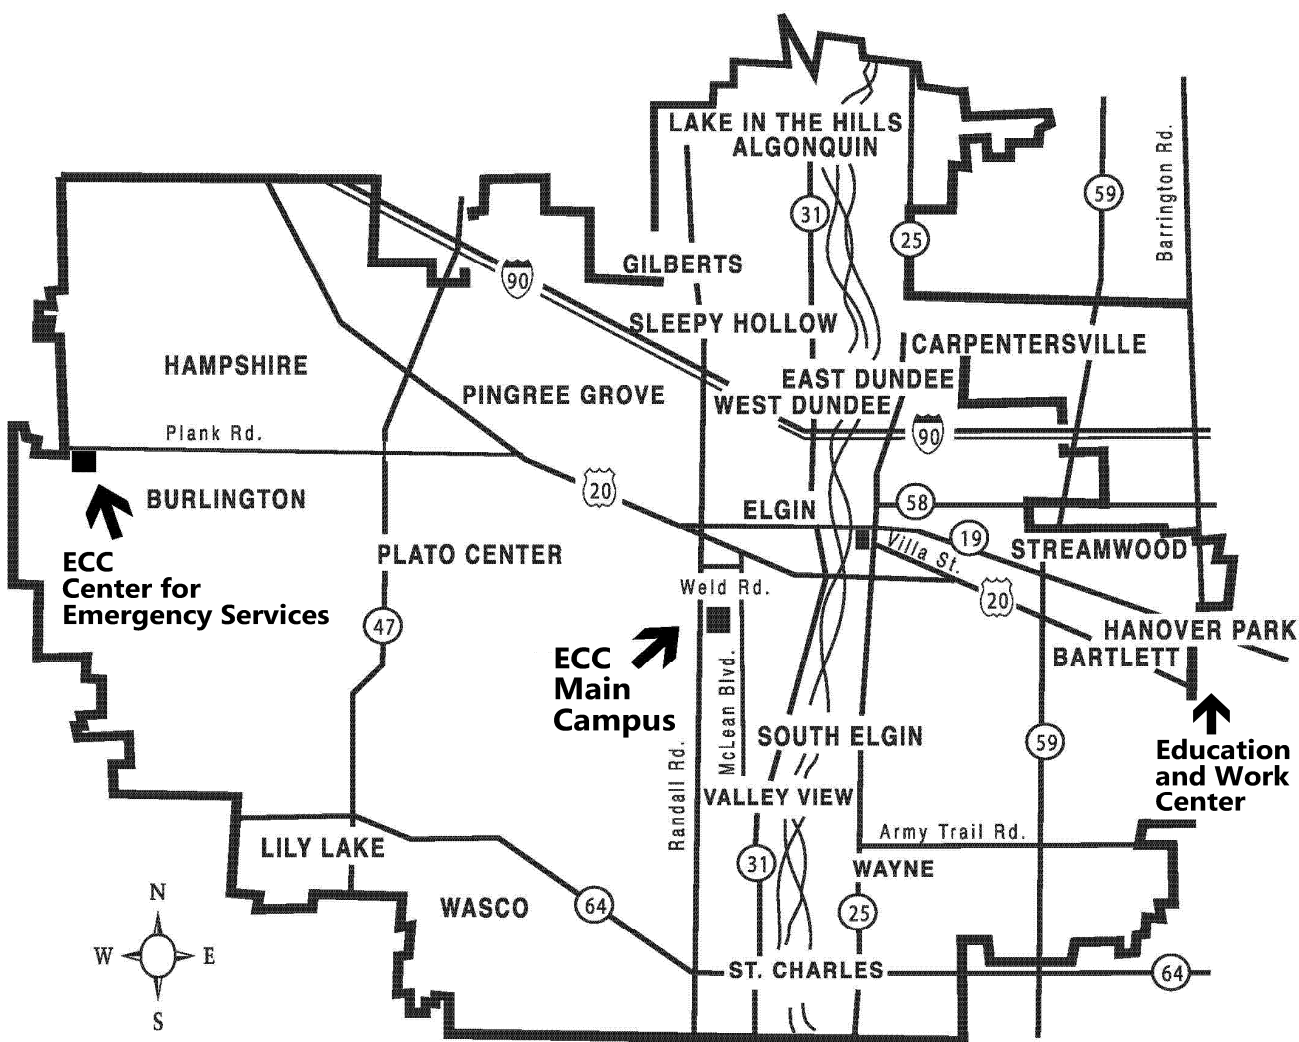 LAKE IN THE HILLS
ALGONQUIN
59
Barrington Rd.
31
25
GILBERTS
90
SLEEPY HOLLOW
CARPENTERSVILLE
HAMPSHIRE
EAST DUNDEE
PINGREE GROVE
WEST DUNDEE
Plank Rd.
90
20
BURLINGTON
58
ELGIN
19
Villa St.
STREAMWOOD
PLATO CENTER
ECC
Center for
Emergency Services
Weld Rd.
20
47
HANOVER PARK
BARTLETT
ECC
Main
Campus
McLean Blvd.
SOUTH ELGIN
59
Education
and Work
Center
Randall Rd.
VALLEY VIEW
Army Trail Rd.
LILY LAKE
31
WAYNE
N
W E
S
WASCO
64
25
ST. CHARLES
64